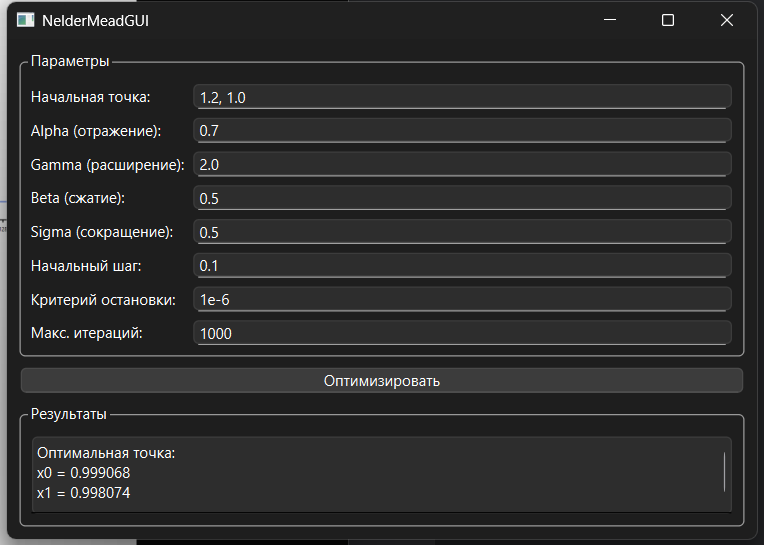 NelderMeadGUI
Параметры
Начальная точка: 1.2, 1.0
Alpha (отражение): 0.7
Gamma (расширение): 2.0
Beta (сжатие): 0.5
Sigma (сокращение): 0.5
Начальный шаг: 0.1
Критерий остановки: 1e-6
Макс. итераций: 1000
Оптимизировать
Результаты
Оптимальная точка:
x0 = 0.999068
x1 = 0.998074